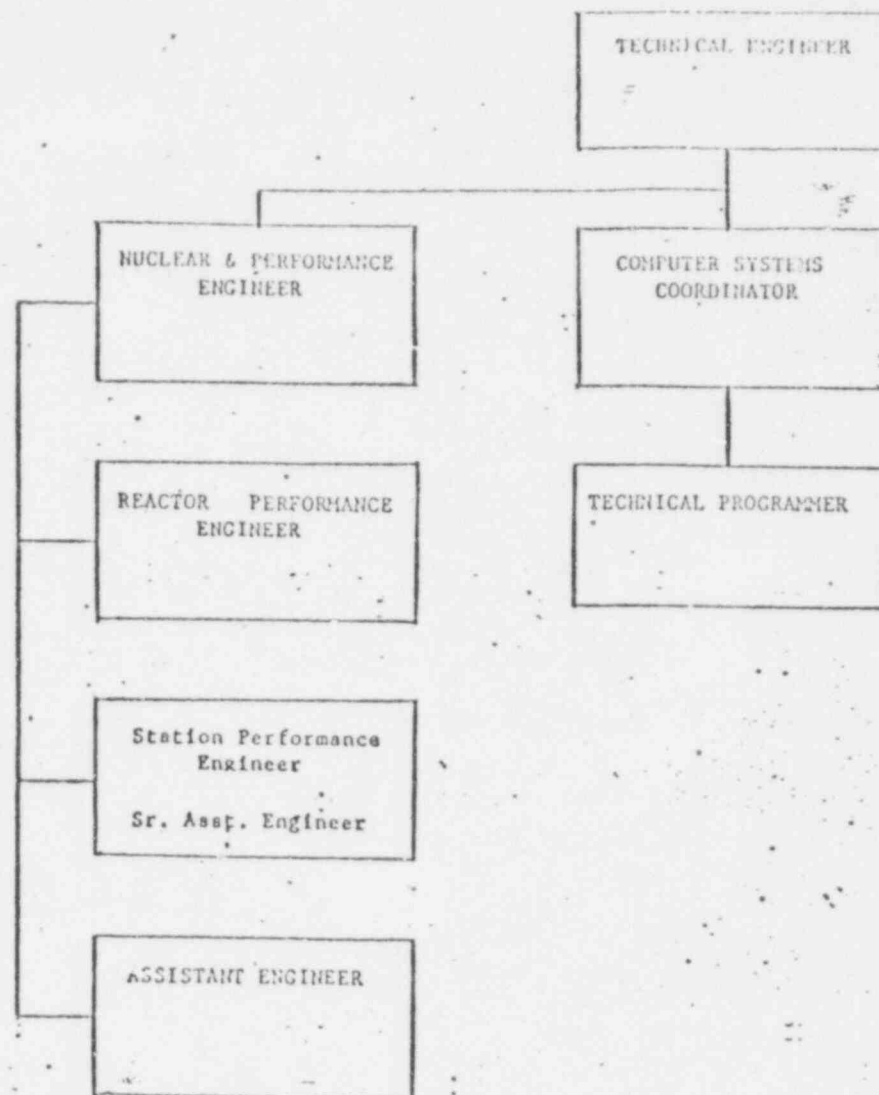 TECHNICAL ENGINEER
NUCLEAR & PERFORMANCE
ENGINEER
COMPUTER SYSTEMS
COORDINATOR
REACTOR PERFORMANCE
ENGINEER
TECHNICAL PROGRAMMER
Station Performance
Engineer
Sr. Asst. Engineer
ASSISTANT ENGINEER